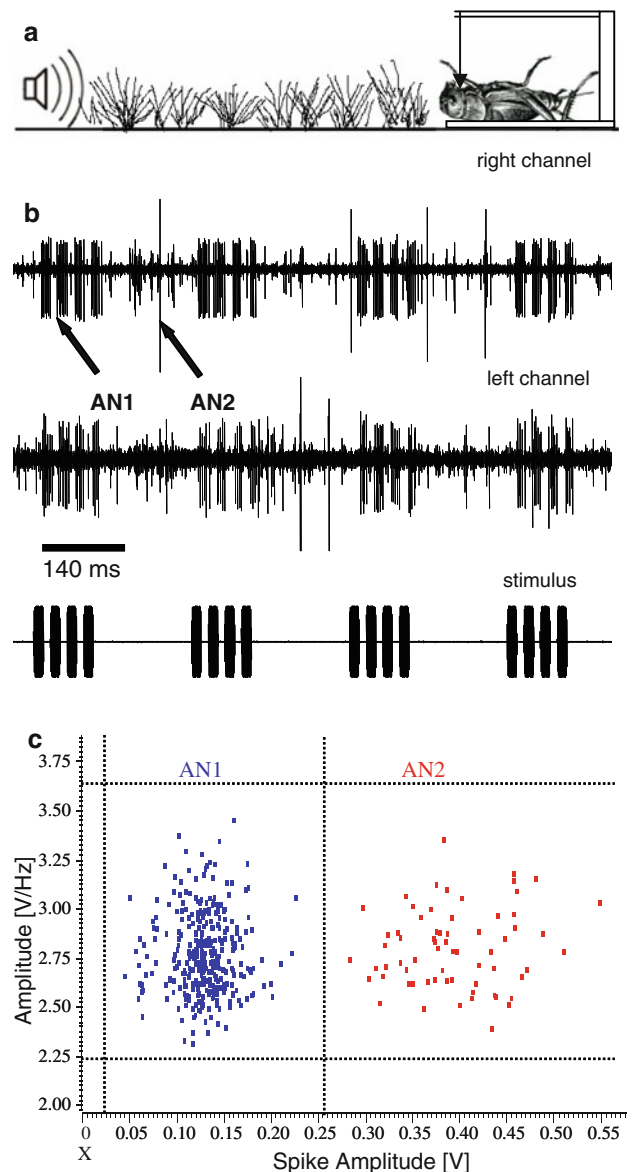 a
right channel
b
AN1 AN2
left channel
140 ms
stimulus
c
AN1 AN2
Amplitude [V/Hz]
3.75
3.50
3.25
3.00
2.75
2.50
2.25
2.00
0 0.05 0.10 0.15 0.20 0.25 0.30 0.35 0.40 0.45 0.50 0.55
X
Spike Amplitude [V]